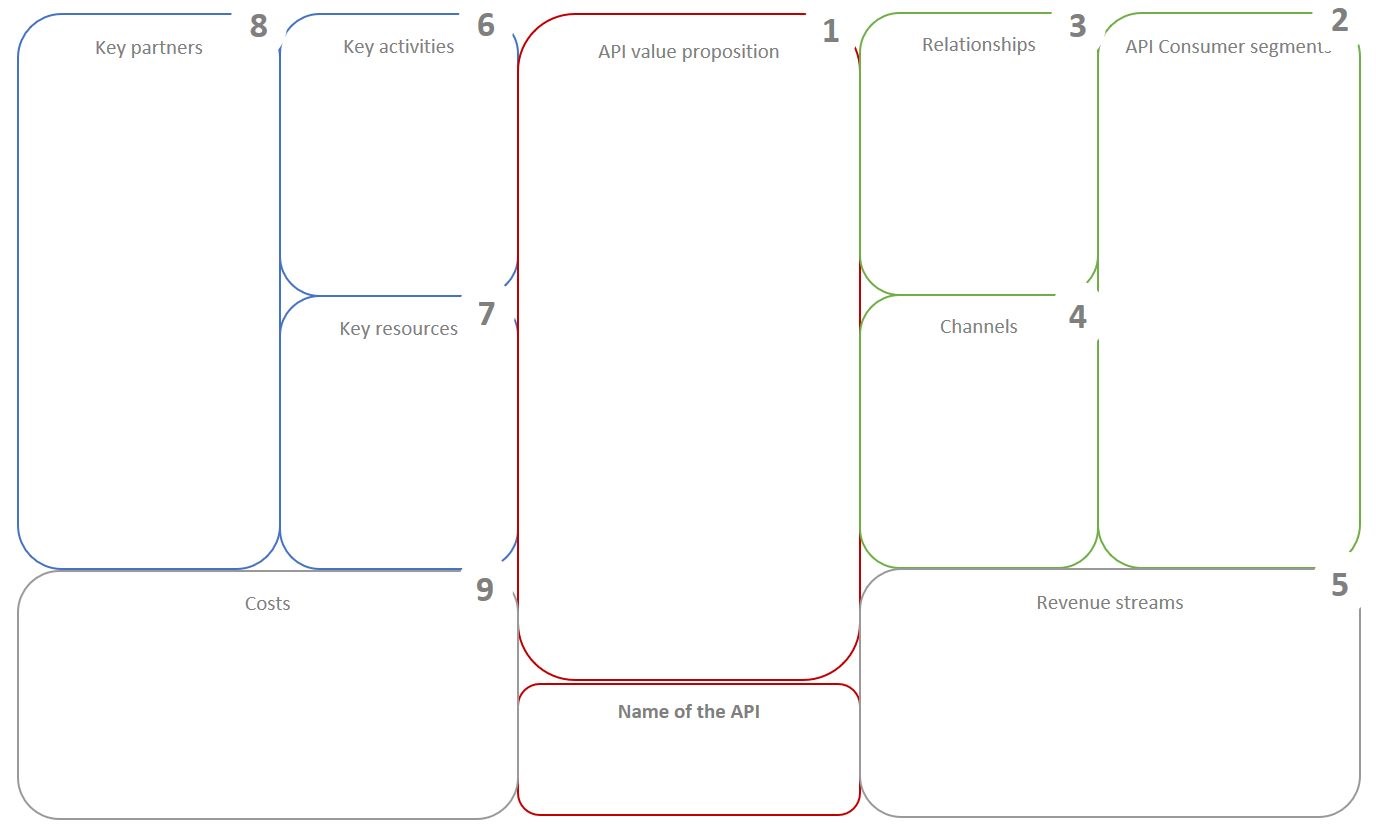 Key partners
8
Key activities
6
API value proposition
1
Relationships
3
API Consumer segments
2
Key resources
7
Channels
4
Costs
9
Name of the API
Revenue streams
5